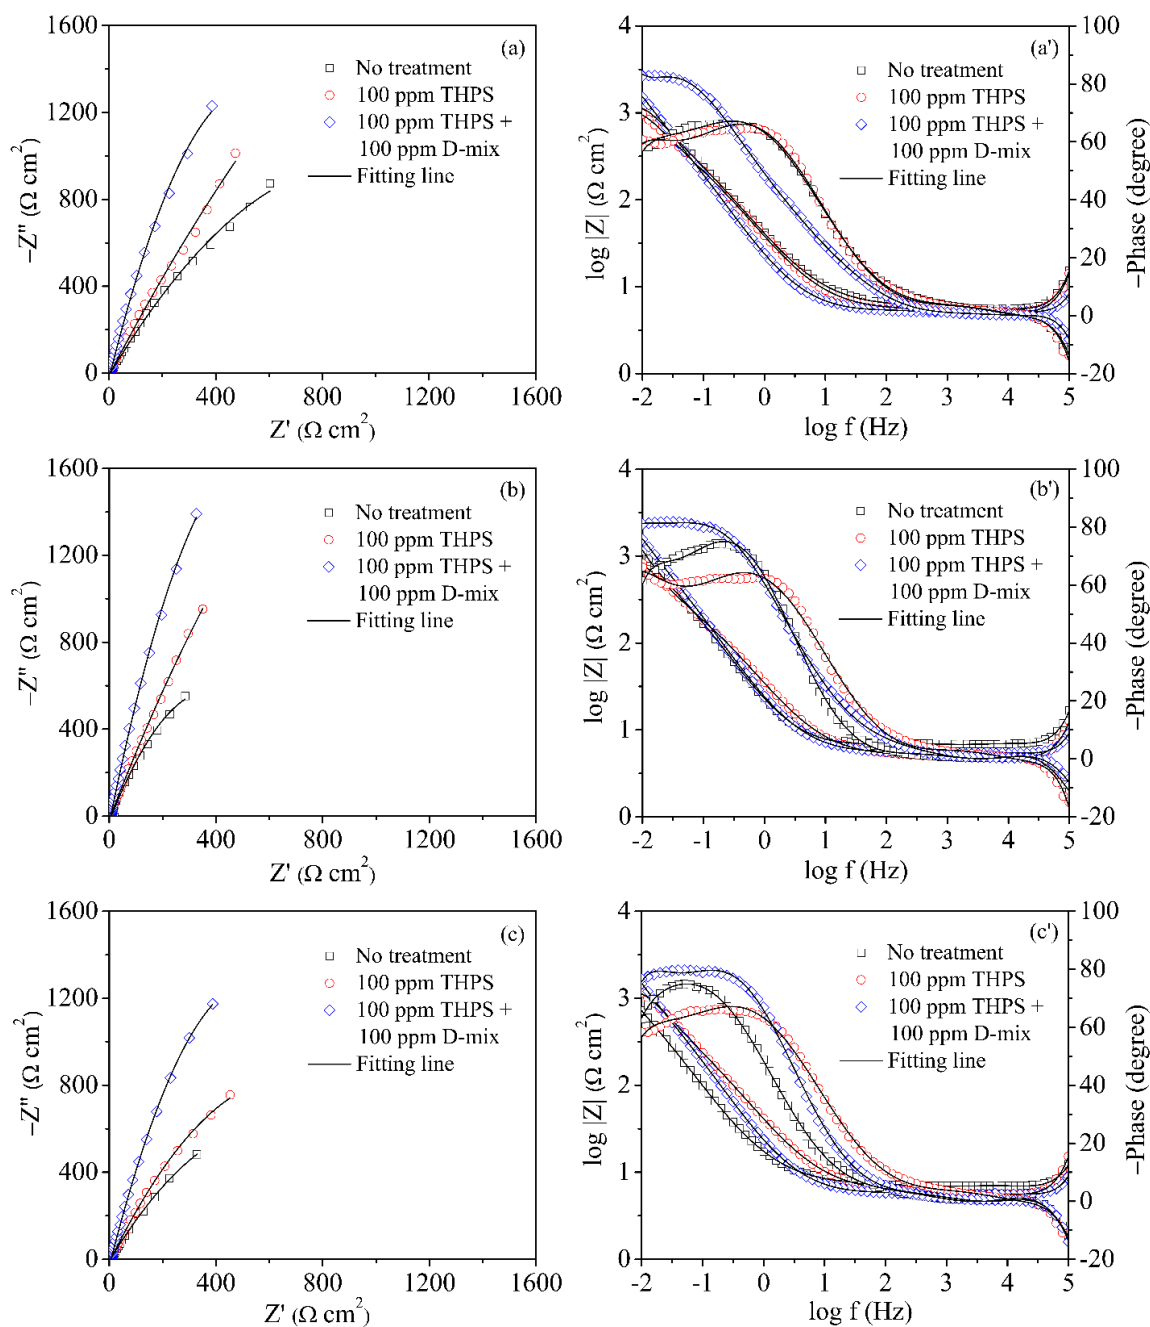 1600
1200
800
400
0
−Z'' (Ω cm²)
(a)
No treatment
100 ppm THPS
100 ppm THPS +
100 ppm D-mix
Fitting line
0 400 800 1200 1600
Z' (Ω cm²)
4
3
2
1
0
log |Z| (Ω cm²)
(a')
No treatment
100 ppm THPS
100 ppm THPS +
100 ppm D-mix
Fitting line
100
80
60
40
20
0
-20
−Phase (degree)
-2 -1 0 1 2 3 4 5
log f (Hz)
1600
1200
800
400
0
−Z'' (Ω cm²)
(b)
No treatment
100 ppm THPS
100 ppm THPS +
100 ppm D-mix
Fitting line
0 400 800 1200 1600
Z' (Ω cm²)
4
3
2
1
0
log |Z| (Ω cm²)
(b')
No treatment
100 ppm THPS
100 ppm THPS +
100 ppm D-mix
Fitting line
100
80
60
40
20
0
-20
−Phase (degree)
-2 -1 0 1 2 3 4 5
log f (Hz)
1600
1200
800
400
0
−Z'' (Ω cm²)
(c)
No treatment
100 ppm THPS
100 ppm THPS +
100 ppm D-mix
Fitting line
0 400 800 1200 1600
Z' (Ω cm²)
4
3
2
1
0
log |Z| (Ω cm²)
(c')
No treatment
100 ppm THPS
100 ppm THPS +
100 ppm D-mix
Fitting line
100
80
60
40
20
0
-20
−Phase (degree)
-2 -1 0 1 2 3 4 5
log f (Hz)